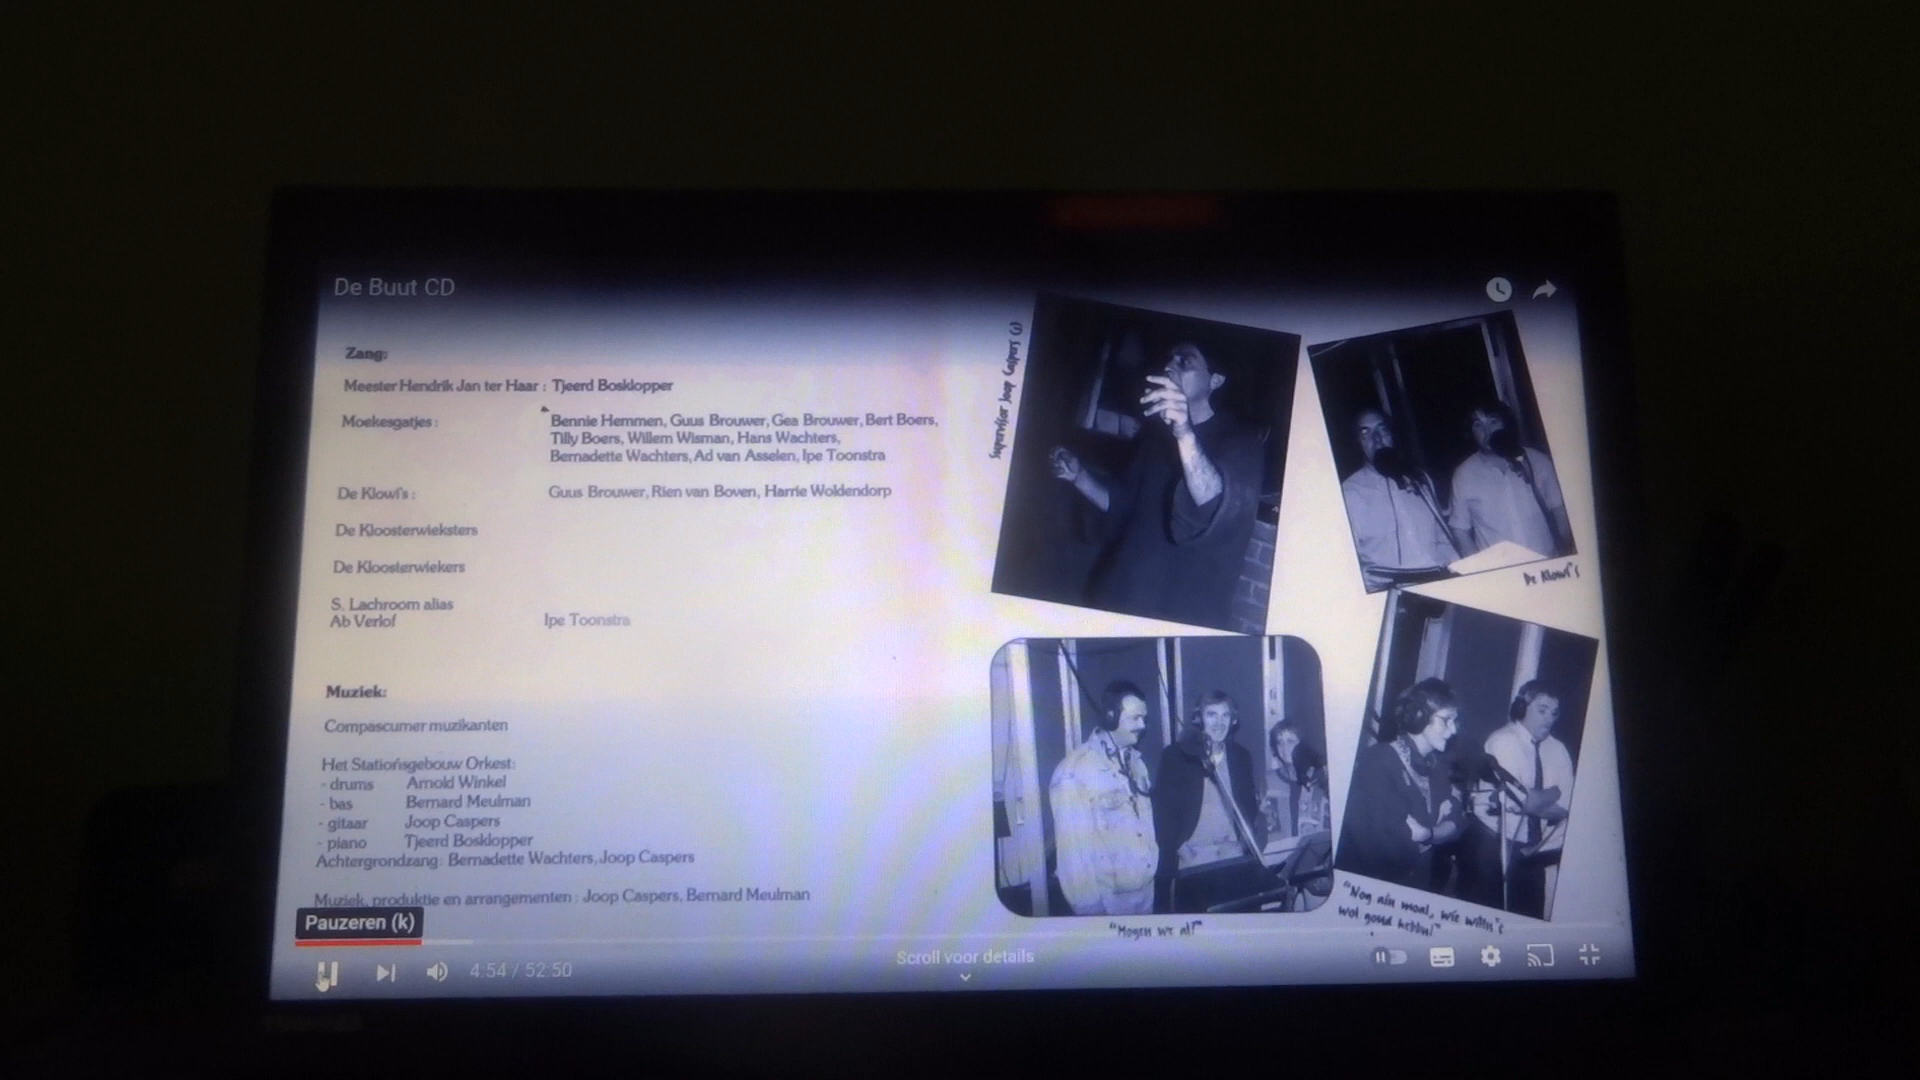 De Buut CD
Zang:
Meester Hendrik Jan ter Haar : Tjeerd Bosklopper
Moekesgatjes : Bennie Hemmen, Guus Brouwer, Gea Brouwer, Bert Boers,
Tilly Boers, Willem Wisman, Hans Wachters,
Bernadette Wachters, Ad van Asselen, Ipe Toonstra
De Klowi's : Guus Brouwer, Rien van Boven, Harrie Woldendorp
De Kloosterwieksters
De Kloosterwiekers
S. Lachroom alias
Ab Verlof Ipe Toonstra
Muziek:
Compascumer muzikanten
Het Stationsgebouw Orkest:
- drums Arnold Winkel
- bas Bernard Meulman
- gitaar Joop Caspers
- piano Tjeerd Bosklopper
Achtergrondzang: Bernadette Wachters, Joop Caspers
Muziek, produktie en arrangementen : Joop Caspers, Bernard Meulman
Supervisor Joop Caspers (!)
De Klowi's
"Mogen we al?"
"Nog ain moal, wie willn 't
wol goud hebbn!"
Pauzeren (k)
4:54 / 52:50
Scroll voor details